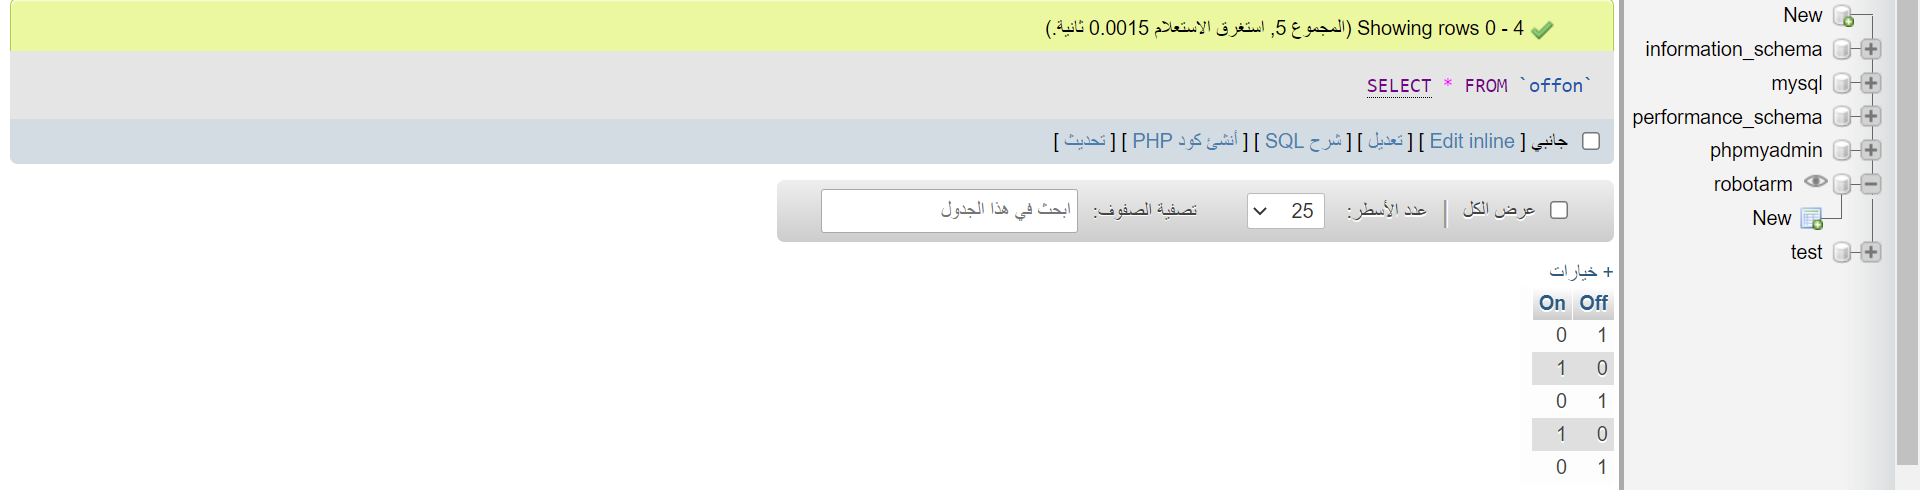 Showing rows 0 - 4 (المجموع 5, استغرق الاستعلام 0.0015 ثانية.)
SELECT * FROM `offon`
جانبي [ Edit inline ] [ تعديل ] [ شرح SQL ] [ أنشئ كود PHP ] [ تحديث ]
عرض الكل | عدد الأسطر: 25 تصفية الصفوف: ابحث في هذا الجدول
+ خيارات
Off On
1 0
0 1
1 0
0 1
1 0
New
information_schema
mysql
performance_schema
phpmyadmin
robotarm
New
test